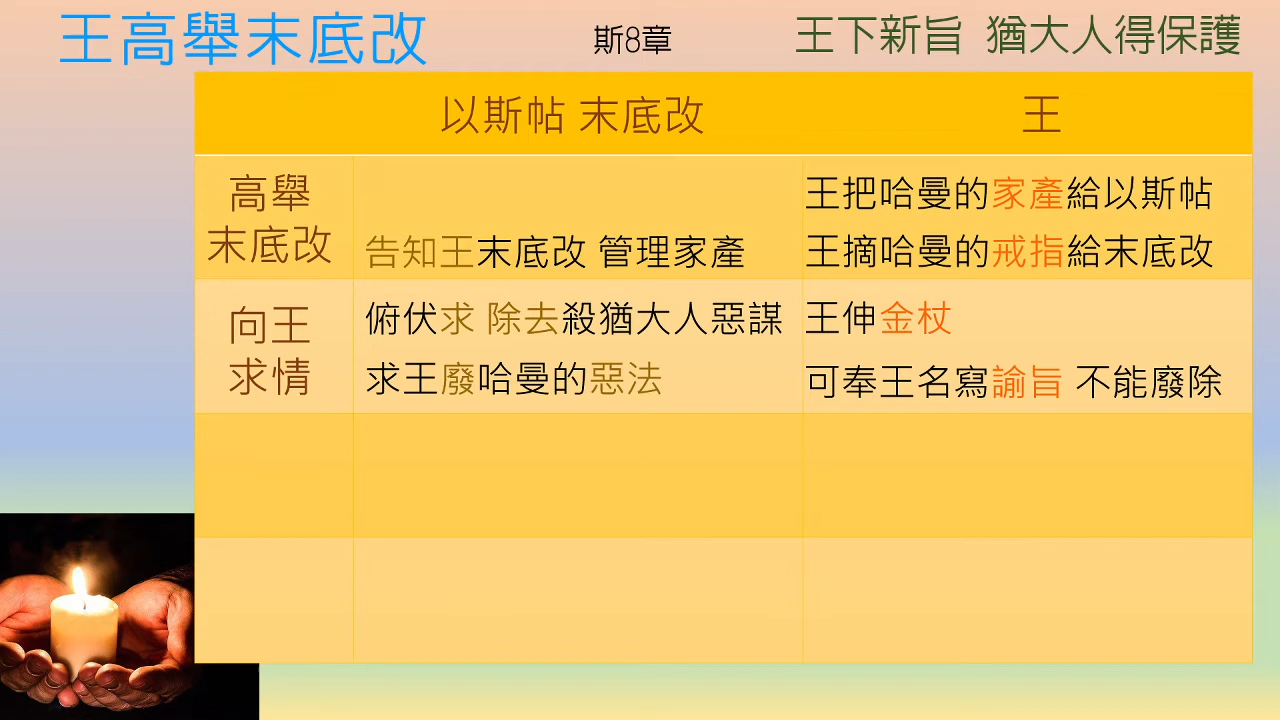 王高舉末底改
斯8章
王下新旨 猶大人得保護
以斯帖 末底改
王
高舉
末底改
告知王末底改 管理家產
王把哈曼的家產給以斯帖
王摘哈曼的戒指給末底改
向王
求情
俯伏求 除去殺猶大人惡謀
求王廢哈曼的惡法
王伸金杖
可奉王名寫諭旨 不能廢除